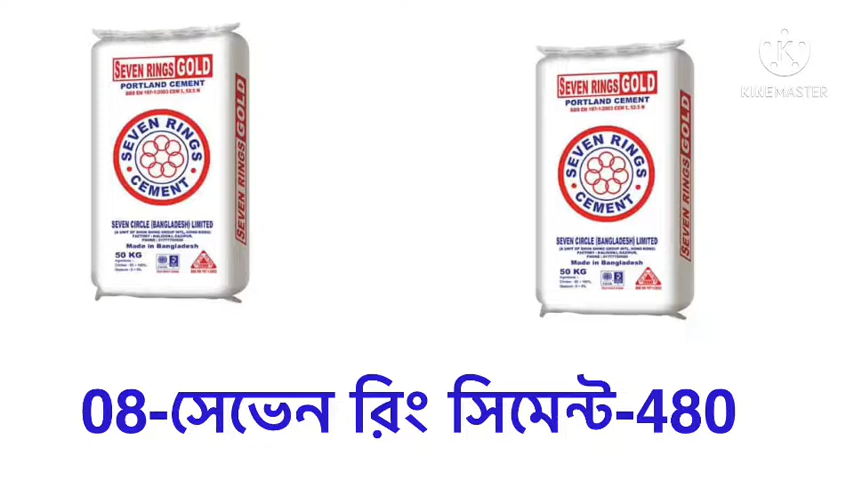 SEVEN RINGS GOLD
PORTLAND CEMENT
SEVEN RINGS
CEMENT
SEVEN RINGS GOLD
SEVEN CIRCLE (BANGLADESH) LIMITED
Made in Bangladesh
50 KG
SEVEN RINGS GOLD
PORTLAND CEMENT
SEVEN RINGS
CEMENT
SEVEN RINGS GOLD
SEVEN CIRCLE (BANGLADESH) LIMITED
Made in Bangladesh
50 KG
KINEMASTER
08-সেভেন রিং সিমেন্ট-480